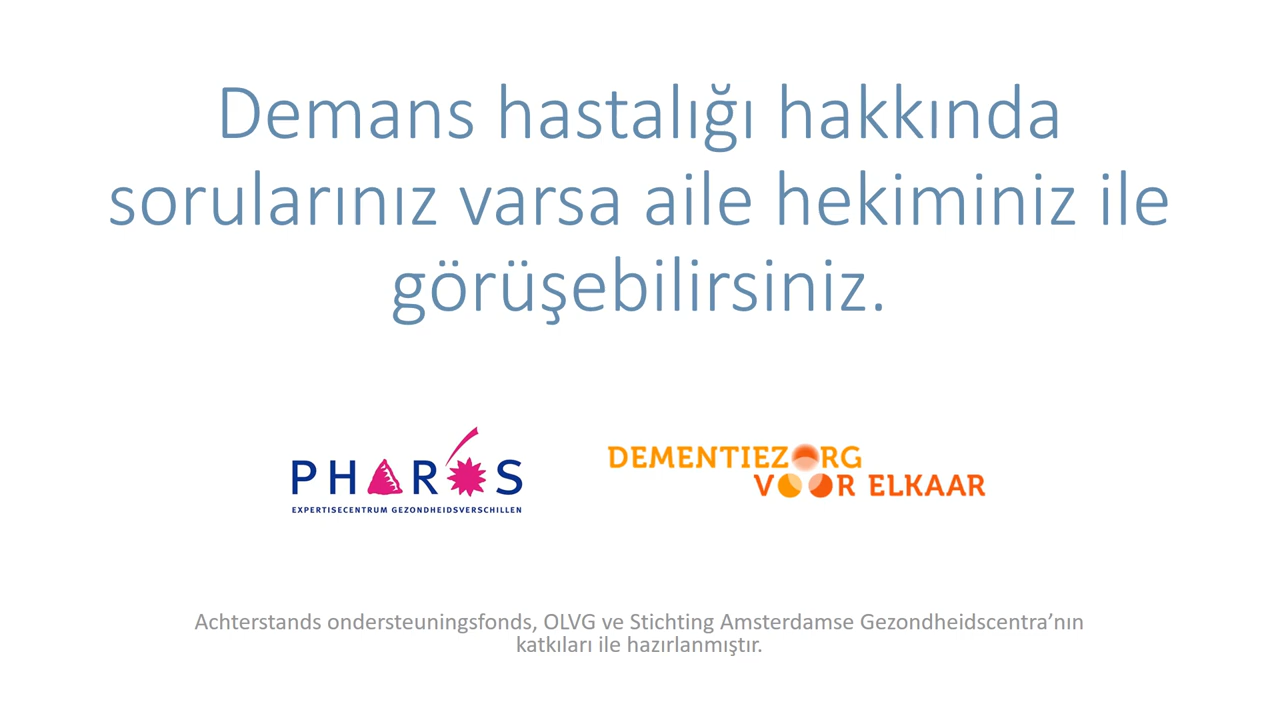 Demans hastalığı hakkında
sorularınız varsa aile hekiminiz ile
görüşebilirsiniz.
PHAROS
EXPERTISECENTRUM GEZONDHEIDSVERSCHILLEN
DEMENTIEZORG
VOOR ELKAAR
Achterstands ondersteuningsfonds, OLVG ve Stichting Amsterdamse Gezondheidscentra’nın
katkıları ile hazırlanmıştır.